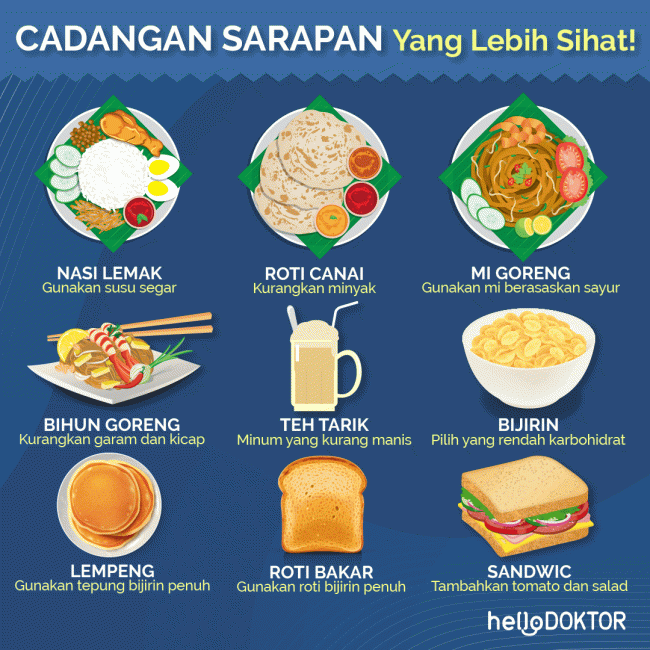 CADANGAN SARAPAN Yang Lebih Sihat!
NASI LEMAK
Gunakan susu segar
ROTI CANAI
Kurangkan minyak
MI GORENG
Gunakan mi berasaskan sayur
BIHUN GORENG
Kurangkan garam dan kicap
TEH TARIK
Minum yang kurang manis
BIJIRIN
Pilih yang rendah karbohidrat
LEMPENG
Gunakan tepung bijirin penuh
ROTI BAKAR
Gunakan roti bijirin penuh
SANDWIC
Tambahkan tomato dan salad
helloDOKTOR